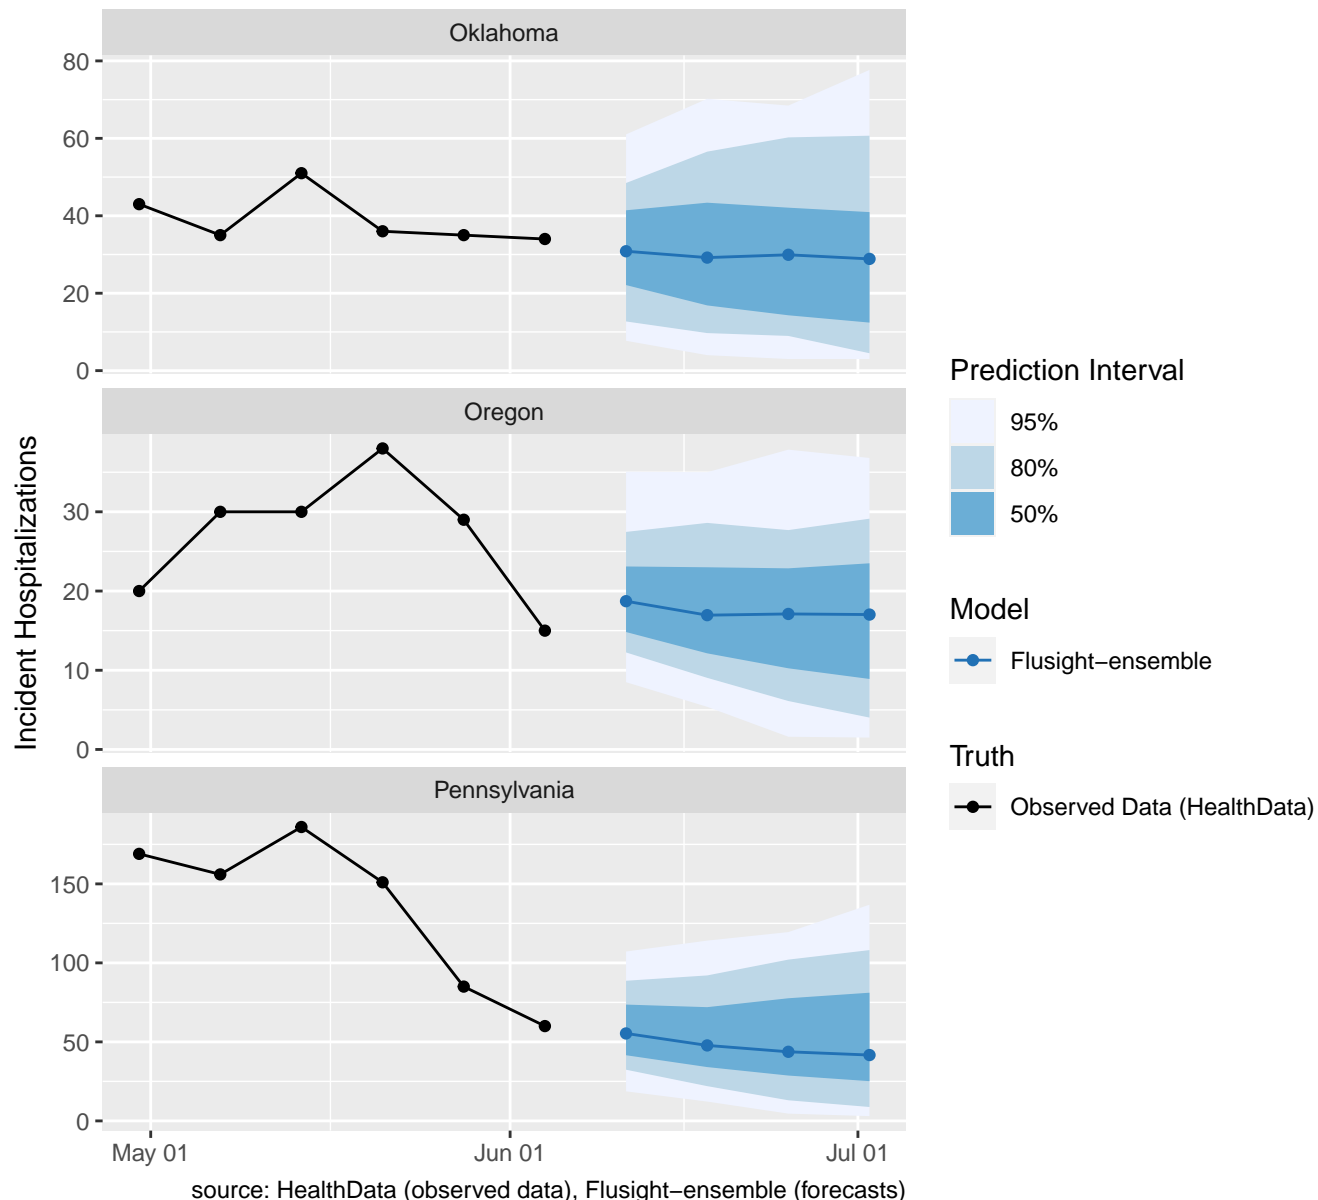 Oklahoma
80
60
40
20
0
Oregon
30
20
10
0
Pennsylvania
150
100
50
0
May 01
Jun 01
Jul 01
Incident Hospitalizations
source: HealthData (observed data), Flusight−ensemble (forecasts)
Prediction Interval
95%
80%
50%
Model
Flusight−ensemble
Truth
Observed Data (HealthData)